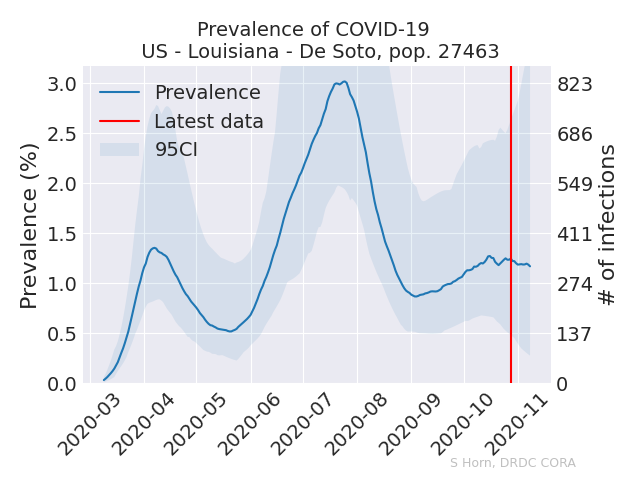 Prevalence of COVID-19
US - Louisiana - De Soto, pop. 27463
Prevalence
Latest data
95CI
Prevalence (%)
3.0
2.5
2.0
1.5
1.0
0.5
0.0
823
686
549
411
274
137
0
# of infections
2020-03
2020-04
2020-05
2020-06
2020-07
2020-08
2020-09
2020-10
2020-11
S Horn, DRDC CORA